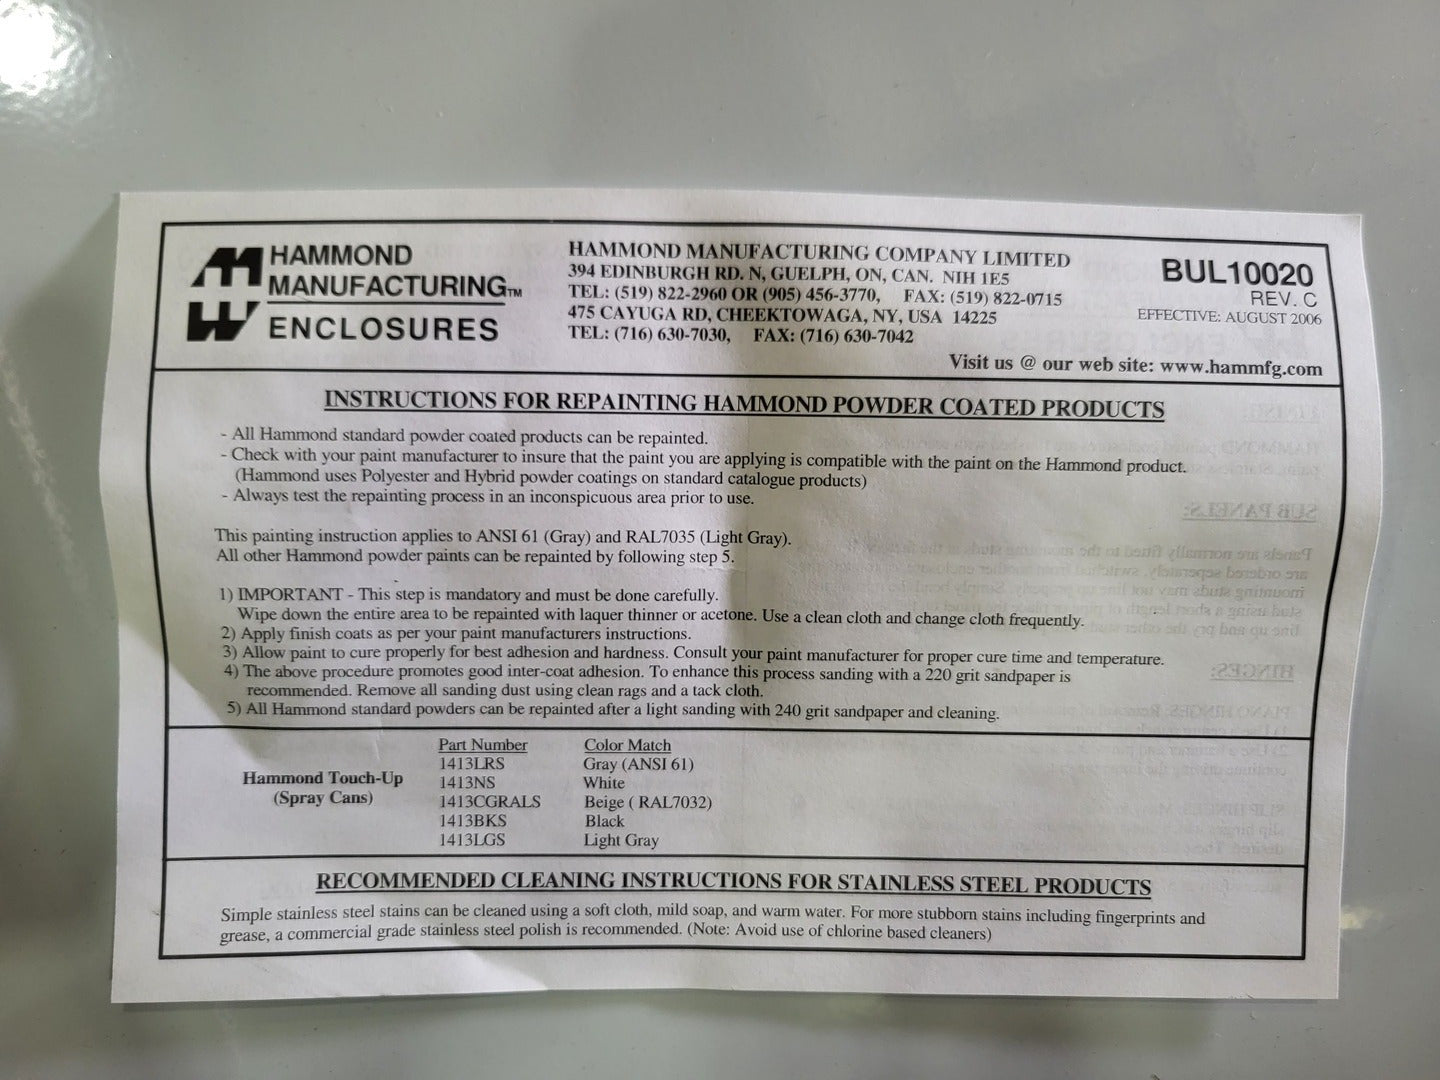 HAMMOND
MANUFACTURING™
ENCLOSURES
HAMMOND MANUFACTURING COMPANY LIMITED
394 EDINBURGH RD. N, GUELPH, ON, CAN. NIH 1E5
TEL: (519) 822-2960 OR (905) 456-3770, FAX: (519) 822-0715
475 CAYUGA RD, CHEEKTOWAGA, NY, USA 14225
TEL: (716) 630-7030, FAX: (716) 630-7042
BUL10020
REV. C
EFFECTIVE: AUGUST 2006
Visit us @ our web site: www.hammfg.com
INSTRUCTIONS FOR REPAINTING HAMMOND POWDER COATED PRODUCTS
- All Hammond standard powder coated products can be repainted.
- Check with your paint manufacturer to insure that the paint you are applying is compatible with the paint on the Hammond product.
(Hammond uses Polyester and Hybrid powder coatings on standard catalogue products)
- Always test the repainting process in an inconspicuous area prior to use.
This painting instruction applies to ANSI 61 (Gray) and RAL7035 (Light Gray).
All other Hammond powder paints can be repainted by following step 5.
1) IMPORTANT - This step is mandatory and must be done carefully.
Wipe down the entire area to be repainted with laquer thinner or acetone. Use a clean cloth and change cloth frequently.
2) Apply finish coats as per your paint manufacturers instructions.
3) Allow paint to cure properly for best adhesion and hardness. Consult your paint manufacturer for proper cure time and temperature.
4) The above procedure promotes good inter-coat adhesion. To enhance this process sanding with a 220 grit sandpaper is
recommended. Remove all sanding dust using clean rags and a tack cloth.
5) All Hammond standard powders can be repainted after a light sanding with 240 grit sandpaper and cleaning.
Hammond Touch-Up
(Spray Cans)
Part Number Color Match
1413LRS Gray (ANSI 61)
1413NS White
1413CGRALS Beige ( RAL7032)
1413BKS Black
1413LGS Light Gray
RECOMMENDED CLEANING INSTRUCTIONS FOR STAINLESS STEEL PRODUCTS
Simple stainless steel stains can be cleaned using a soft cloth, mild soap, and warm water. For more stubborn stains including fingerprints and
grease, a commercial grade stainless steel polish is recommended. (Note: Avoid use of chlorine based cleaners)